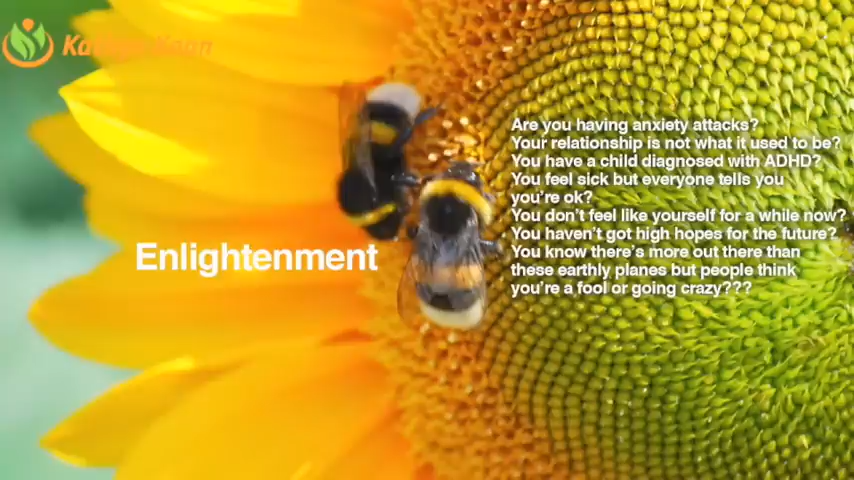 Enlightenment
Are you having anxiety attacks?
Your relationship is not what it used to be?
You have a child diagnosed with ADHD?
You feel sick but everyone tells you
you're ok?
You don't feel like yourself for a while now?
You haven't got high hopes for the future?
You know there's more out there than
these earthly planes but people think
you're a fool or going crazy???